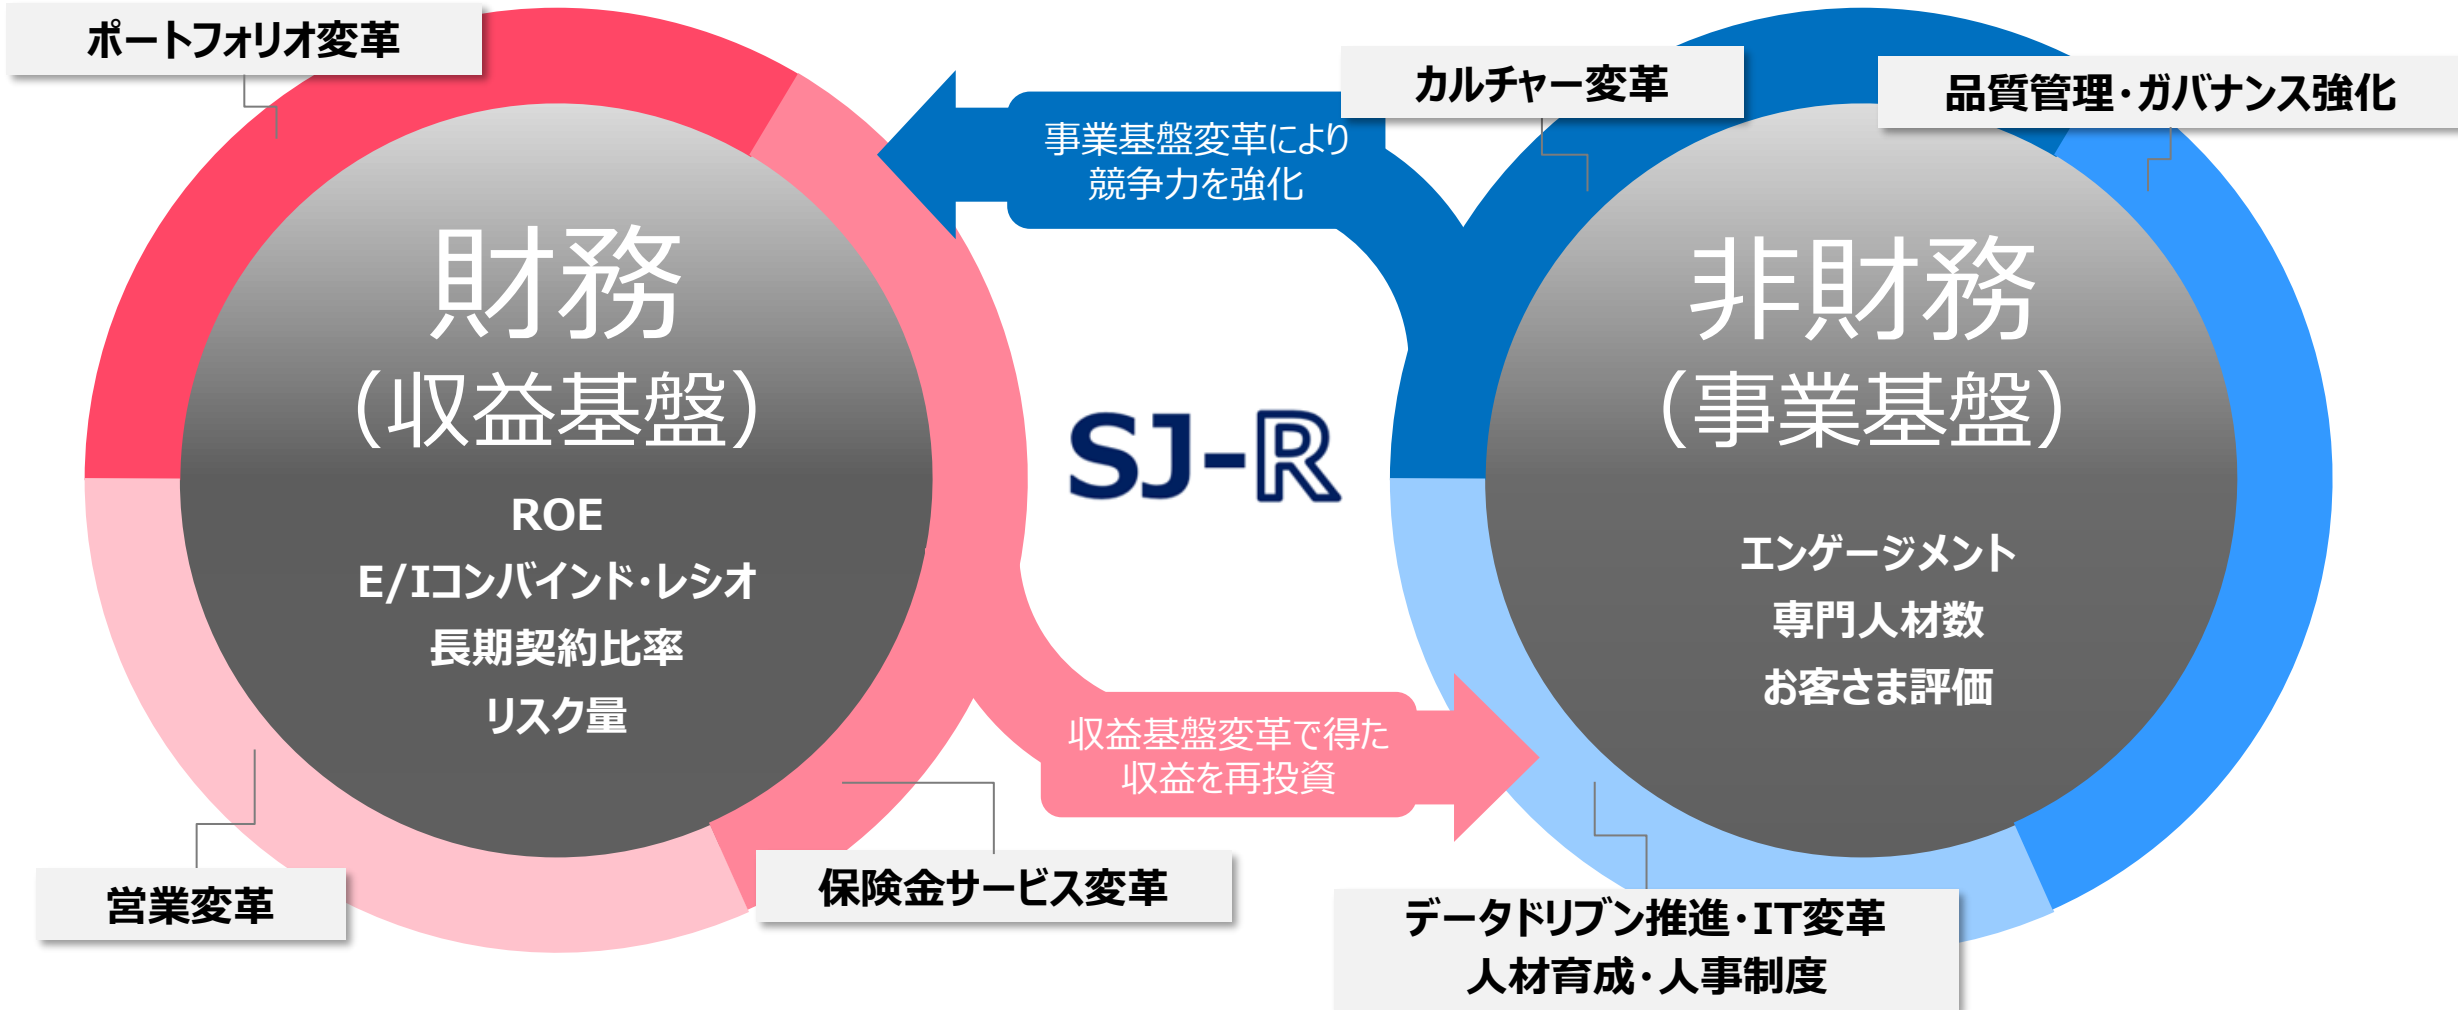 ポートフォリオ変革
カルチャー変革
品質管理・ガバナンス強化
事業基盤変革により
競争力を強化
財務
（収益基盤）
ROE
E/Iコンバインド・レシオ
長期契約比率
リスク量
SJ-R
非財務
（事業基盤）
エンゲージメント
専門人材数
お客さま評価
収益基盤変革で得た
収益を再投資
営業変革
保険金サービス変革
データドリブン推進・IT変革
人材育成・人事制度